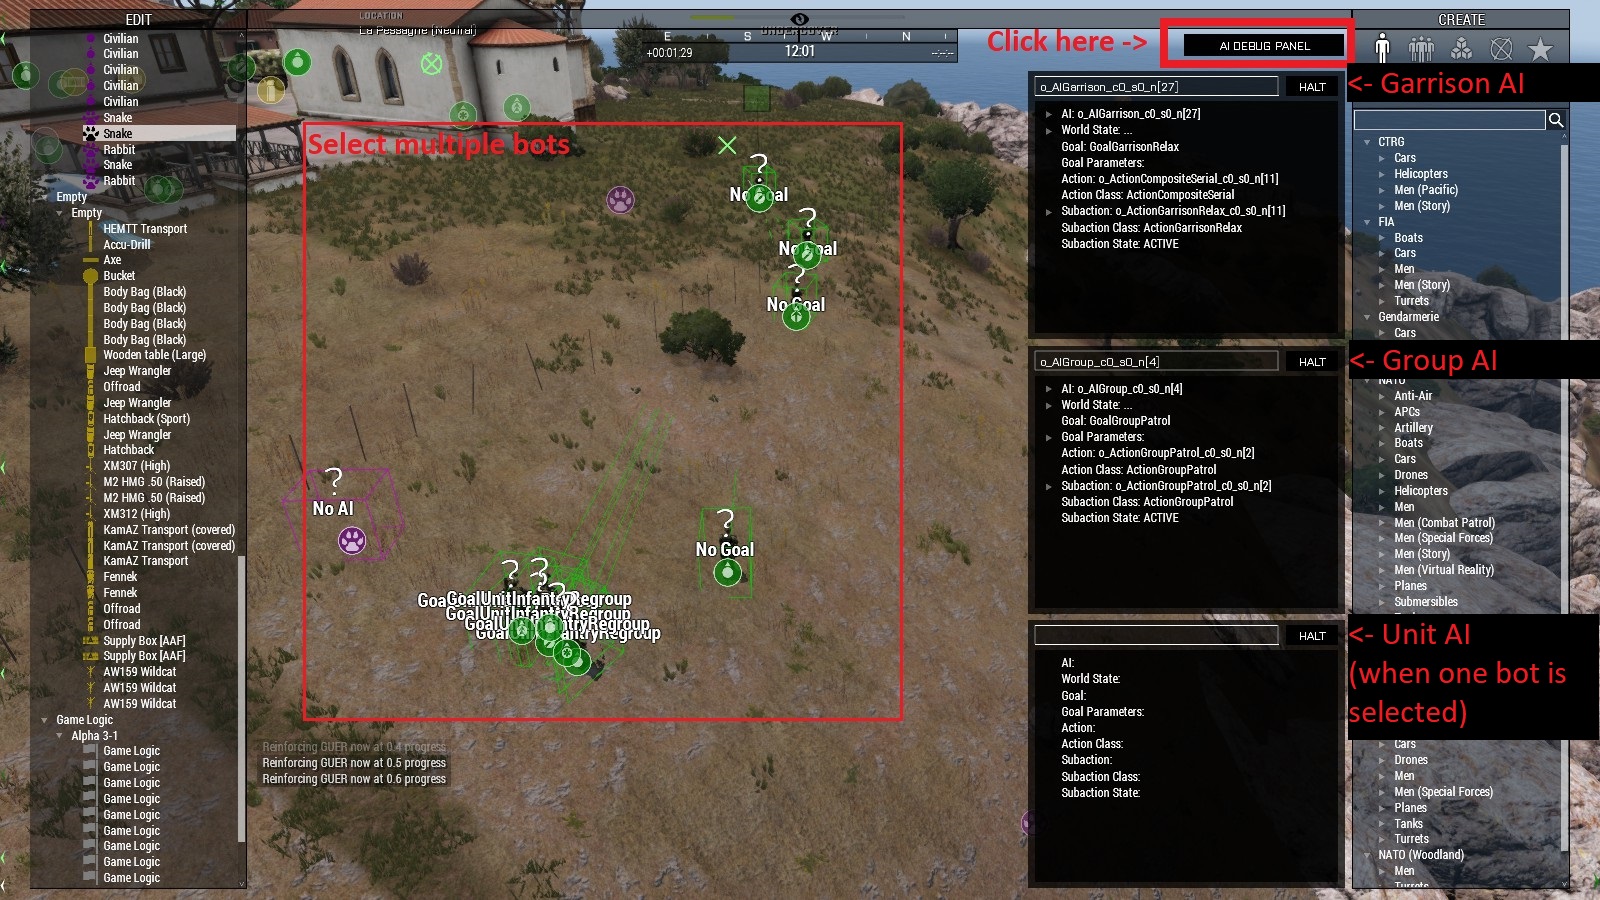 EDIT
Civilian
Civilian
Civilian
Civilian
Civilian
Snake
Snake
Rabbit
Snake
Rabbit
Empty
Empty
HEMTT Transport
Accu-Drill
Axe
Bucket
Body Bag (Black)
Body Bag (Black)
Body Bag (Black)
Body Bag (Black)
Wooden table (Large)
Jeep Wrangler
Offroad
Jeep Wrangler
Hatchback (Sport)
Jeep Wrangler
Hatchback
XM307 (High)
M2 HMG .50 (Raised)
M2 HMG .50 (Raised)
XM312 (High)
KamAZ Transport (covered)
KamAZ Transport (covered)
KamAZ Transport
Fennek
Fennek
Offroad
Offroad
Supply Box [AAF]
Supply Box [AAF]
AW159 Wildcat
AW159 Wildcat
AW159 Wildcat
Game Logic
Alpha 3-1
Game Logic
Game Logic
Game Logic
Game Logic
Game Logic
Game Logic
Game Logic
Game Logic
Game Logic
LOCATION
La Pessagne (Neutral)
UNDERCOVER
E S W N
+00:01:29 12:01 --:--
Click here ->
AI DEBUG PANEL
Select multiple bots
?
No Goal
?
No Goal
?
No Goal
?
No AI
?
No Goal
? ? ?
GoalUnitInfantryRegroup
GoalUnitInfantryRegroup
GoalUnitInfantryRegroup
GoalUnitInfantryRegroup
Reinforcing GUER now at 0.4 progress
Reinforcing GUER now at 0.5 progress
Reinforcing GUER now at 0.6 progress
o_AIGarrison_c0_s0_n[27] HALT
AI: o_AIGarrison_c0_s0_n[27]
World State: ...
Goal: GoalGarrisonRelax
Goal Parameters:
Action: o_ActionCompositeSerial_c0_s0_n[11]
Action Class: ActionCompositeSerial
Subaction: o_ActionGarrisonRelax_c0_s0_n[11]
Subaction Class: ActionGarrisonRelax
Subaction State: ACTIVE
o_AIGroup_c0_s0_n[4] HALT
AI: o_AIGroup_c0_s0_n[4]
World State: ...
Goal: GoalGroupPatrol
Goal Parameters:
Action: o_ActionGroupPatrol_c0_s0_n[2]
Action Class: ActionGroupPatrol
Subaction: o_ActionGroupPatrol_c0_s0_n[2]
Subaction Class: ActionGroupPatrol
Subaction State: ACTIVE
HALT
AI:
World State:
Goal:
Goal Parameters:
Action:
Action Class:
Subaction:
Subaction Class:
Subaction State:
CREATE
<- Garrison AI
CTRG
Cars
Helicopters
Men (Pacific)
Men (Story)
FIA
Boats
Cars
Men
Men (Story)
Turrets
Gendarmerie
Cars
<- Group AI
NATO
Anti-Air
APCs
Artillery
Boats
Cars
Drones
Helicopters
Men
Men (Combat Patrol)
Men (Special Forces)
Men (Story)
Men (Virtual Reality)
Planes
Submersibles
<- Unit AI
(when one bot is
selected)
Cars
Drones
Men
Men (Special Forces)
Planes
Tanks
Turrets
NATO (Woodland)
Men
Turrets